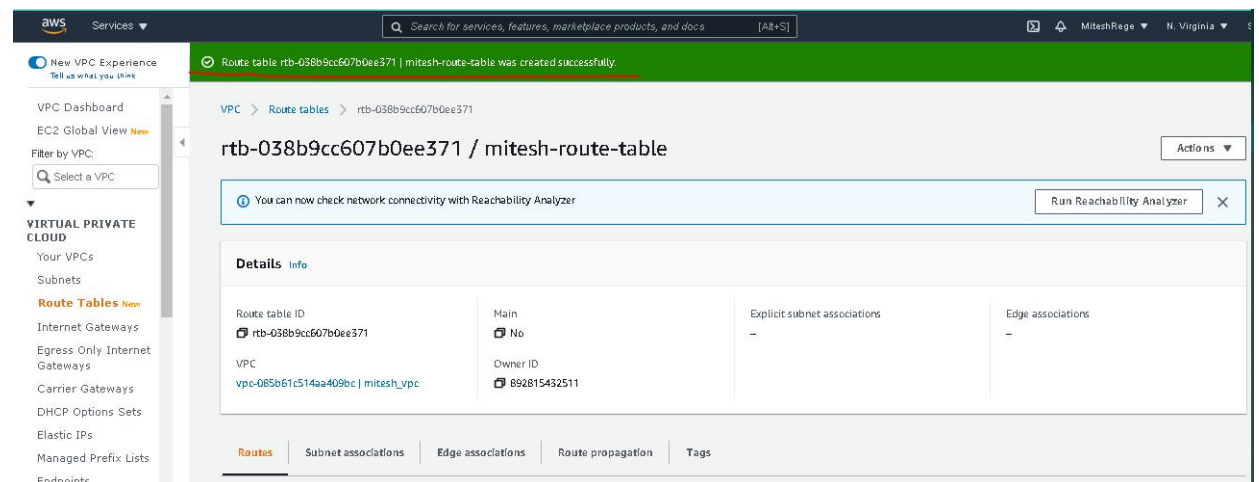 aws Services ▼ Search for services, features, marketplace products, and docs [Alt+S] MiteshRege ▼ N. Virginia ▼
New VPC Experience
Tell us what you think
VPC Dashboard
EC2 Global View New
Filter by VPC:
Select a VPC
VIRTUAL PRIVATE
CLOUD
Your VPCs
Subnets
Route Tables New
Internet Gateways
Egress Only Internet
Gateways
Carrier Gateways
DHCP Options Sets
Elastic IPs
Managed Prefix Lists
Endpoints
Route table rtb-038b9cc607b0ee371 | mitesh-route-table was created successfully.
VPC > Route tables > rtb-038b9cc607b0ee371
rtb-038b9cc607b0ee371 / mitesh-route-table
Actions ▼
You can now check network connectivity with Reachability Analyzer
Run Reachability Analyzer
Details Info
Route table ID
rtb-038b9cc607b0ee371
Main
No
Explicit subnet associations
–
Edge associations
–
VPC
vpc-085b61c514aa409bc | mitesh_vpc
Owner ID
892815432511
Routes Subnet associations Edge associations Route propagation Tags